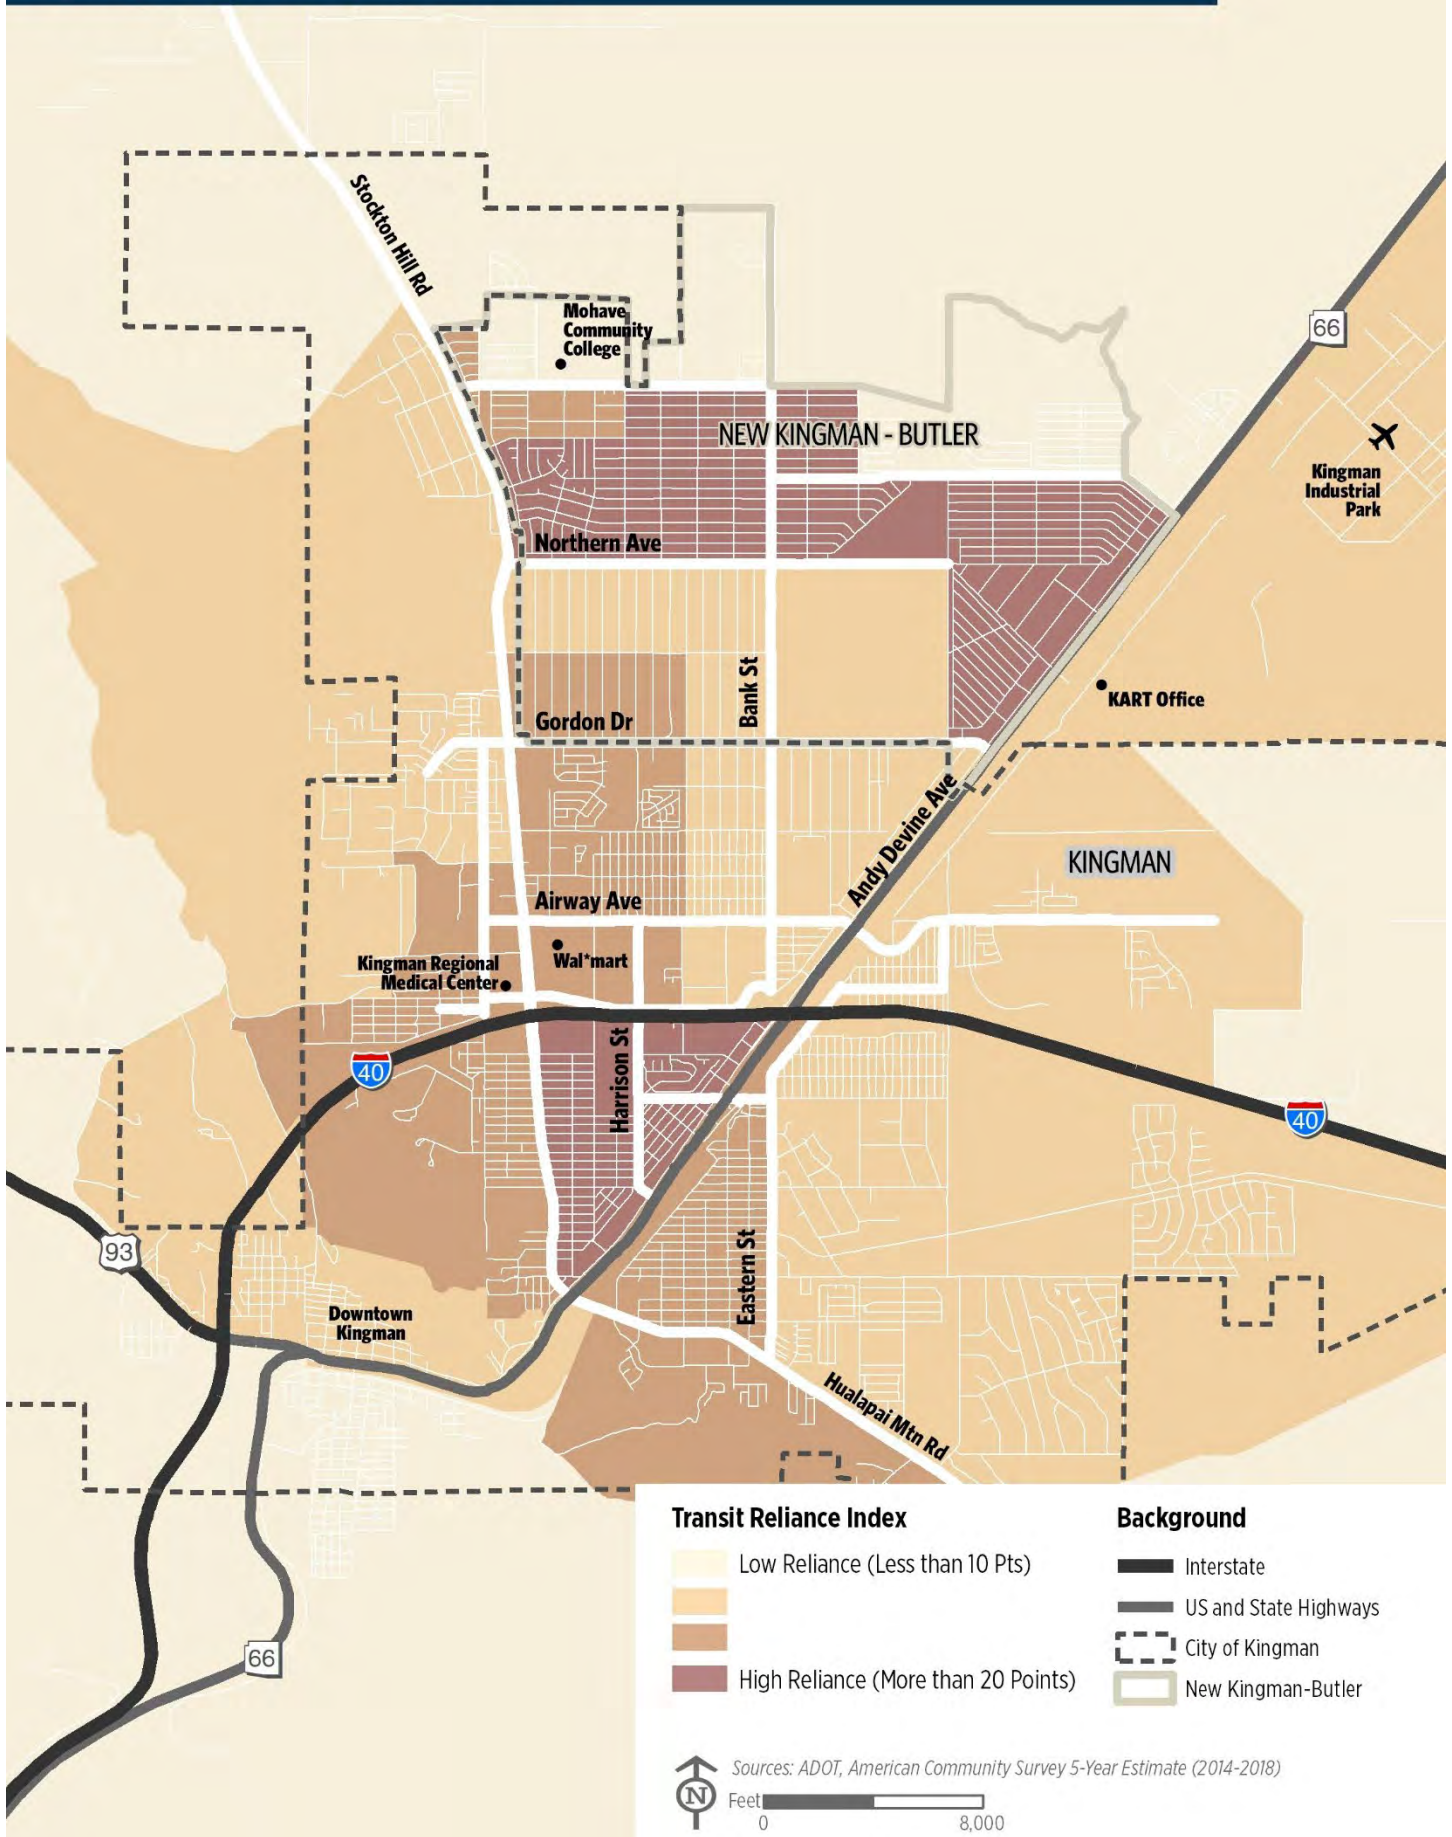 Stockton Hill Rd
Mohave
Community
College
66
NEW KINGMAN - BUTLER
Kingman
Industrial
Park
Northern Ave
Bank St
KART Office
Gordon Dr
Andy Devine Ave
KINGMAN
Airway Ave
Wal*mart
Kingman Regional
Medical Center
Harrison St
40
40
93
Eastern St
Downtown
Kingman
Hualapai Mtn Rd
66
Transit Reliance Index
Low Reliance (Less than 10 Pts)
High Reliance (More than 20 Points)
Background
Interstate
US and State Highways
City of Kingman
New Kingman-Butler
N
Sources: ADOT, American Community Survey 5-Year Estimate (2014-2018)
Feet
0 8,000